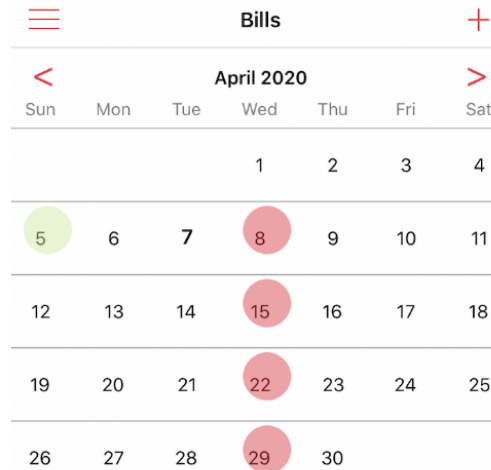 Bills +
< April 2020 >
Sun Mon Tue Wed Thu Fri Sat
1 2 3 4
5 6 7 8 9 10 11
12 13 14 15 16 17 18
19 20 21 22 23 24 25
26 27 28 29 30